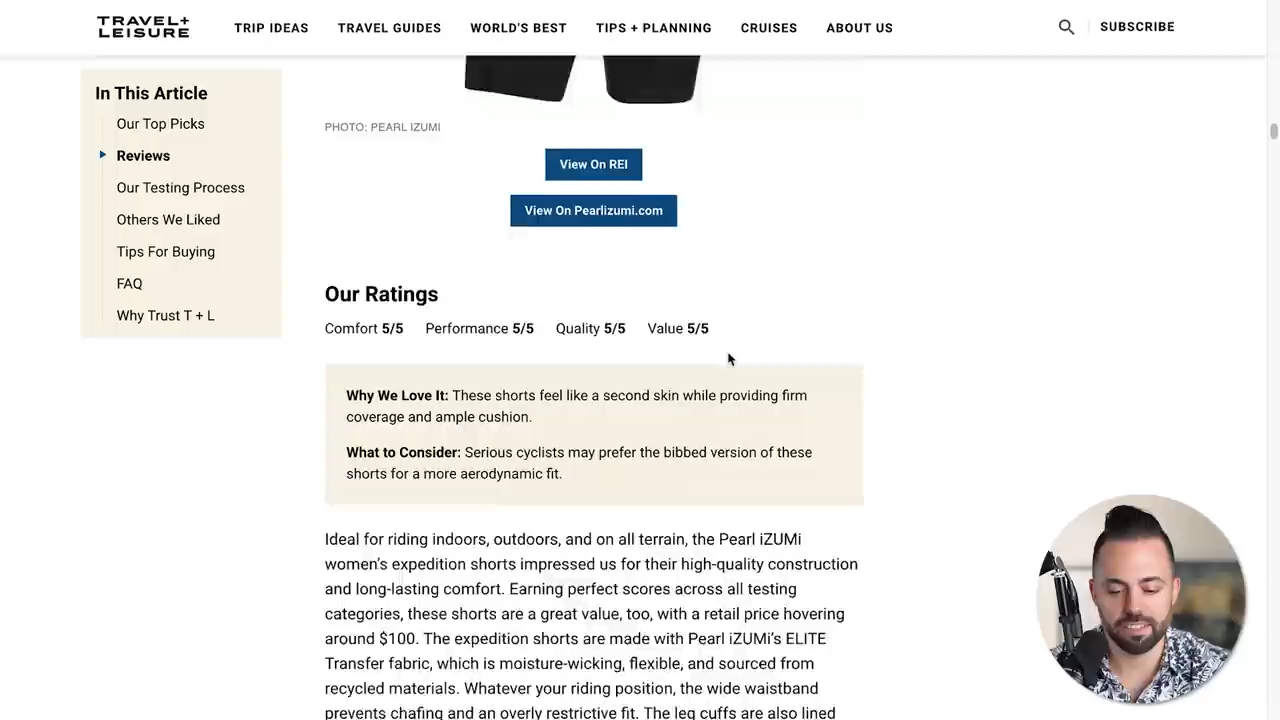 TRAVEL+
LEISURE
TRIP IDEAS
TRAVEL GUIDES
WORLD'S BEST
TIPS + PLANNING
CRUISES
ABOUT US
SUBSCRIBE
In This Article
Our Top Picks
Reviews
Our Testing Process
Others We Liked
Tips For Buying
FAQ
Why Trust T + L
PHOTO: PEARL IZUMI
View On REI
View On Pearlizumi.com
Our Ratings
Comfort 5/5 Performance 5/5 Quality 5/5 Value 5/5
Why We Love It: These shorts feel like a second skin while providing firm
coverage and ample cushion.
What to Consider: Serious cyclists may prefer the bibbed version of these
shorts for a more aerodynamic fit.
Ideal for riding indoors, outdoors, and on all terrain, the Pearl iZUMi
women's expedition shorts impressed us for their high-quality construction
and long-lasting comfort. Earning perfect scores across all testing
categories, these shorts are a great value, too, with a retail price hovering
around $100. The expedition shorts are made with Pearl iZUMi's ELITE
Transfer fabric, which is moisture-wicking, flexible, and sourced from
recycled materials. Whatever your riding position, the wide waistband
prevents chafing and an overly restrictive fit. The leg cuffs are also lined